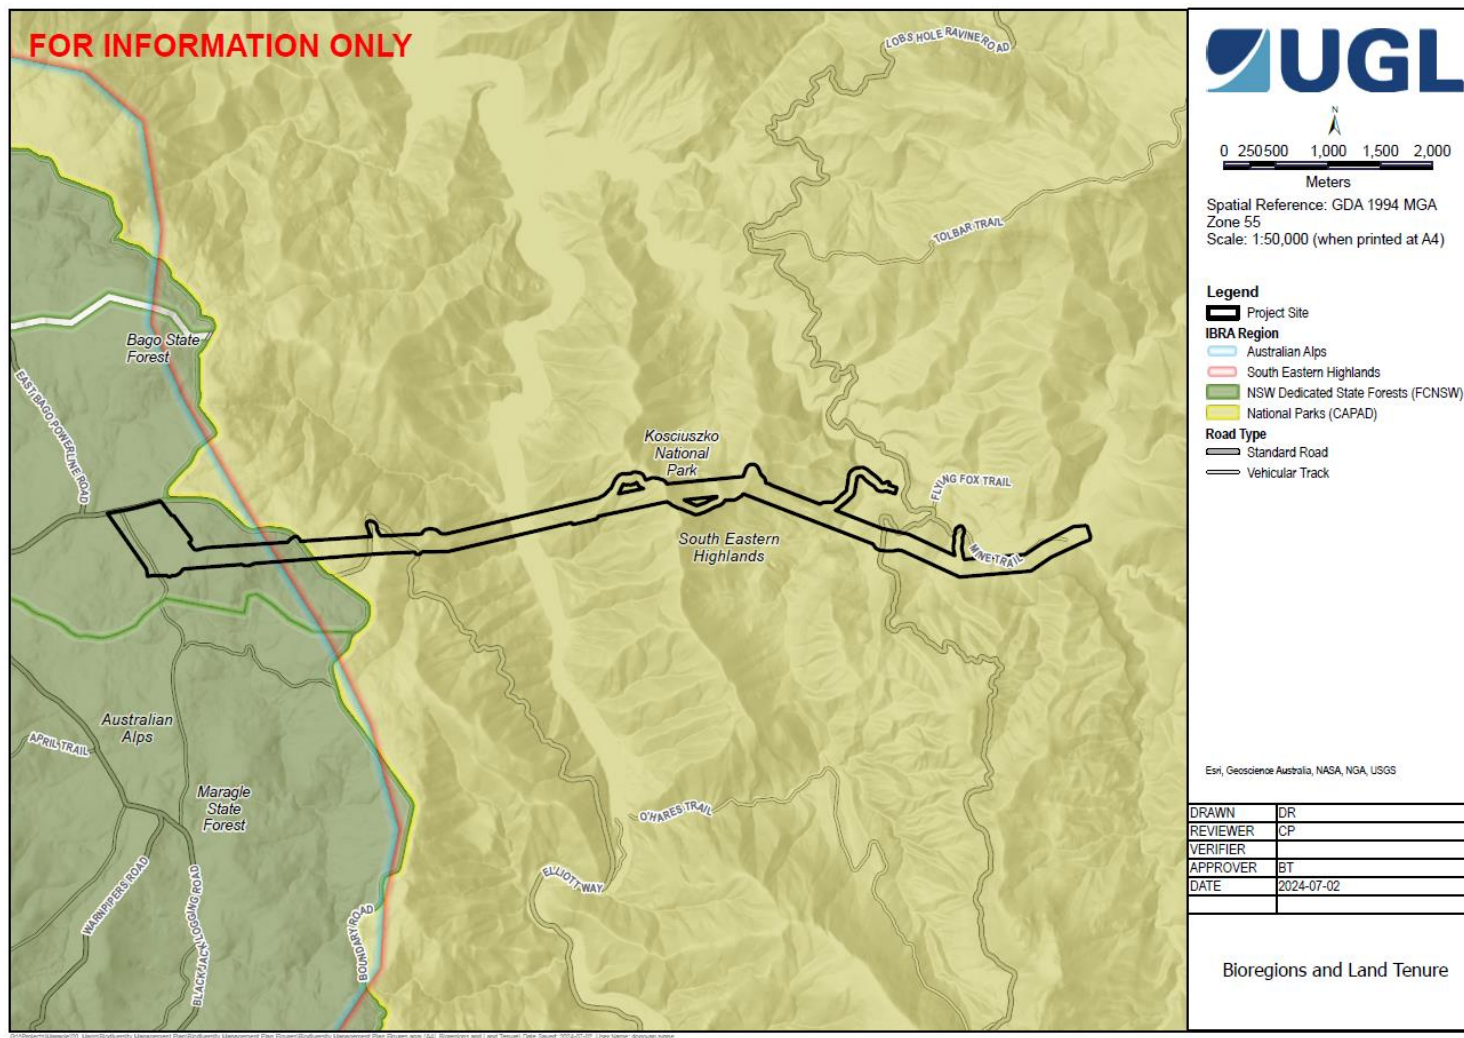 FOR INFORMATION ONLY
LOBS HOLE RAVINE ROAD
TOLBAR TRAIL
Bago State
Forest
EAST BAGO POWERLINE ROAD
Kosciuszko
National
Park
FLYING FOX TRAIL
South Eastern
Highlands
MINE TRAIL
Australian
Alps
APRIL TRAIL
Maragle
State
Forest
O'HARES TRAIL
ELLIOTT WAY
WARNPIPERS ROAD
BLACKJACK LOGGING ROAD
BOUNDARY ROAD
UGL
N
0 250500 1,000 1,500 2,000
Meters
Spatial Reference: GDA 1994 MGA
Zone 55
Scale: 1:50,000 (when printed at A4)
Legend
Project Site
IBRA Region
Australian Alps
South Eastern Highlands
NSW Dedicated State Forests (FCNSW)
National Parks (CAPAD)
Road Type
Standard Road
Vehicular Track
Esri, Geoscience Australia, NASA, NGA, USGS
DRAWN DR
REVIEWER CP
VERIFIER
APPROVER BT
DATE 2024-07-02
Bioregions and Land Tenure